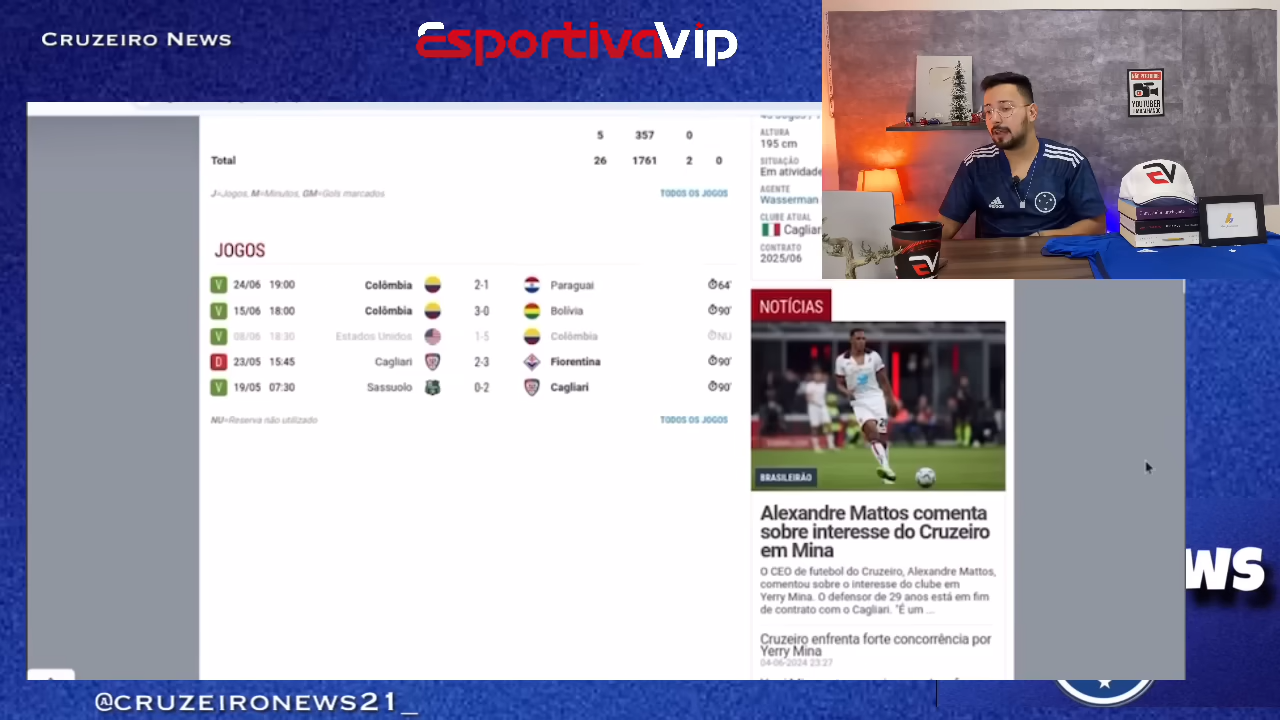 CRUZEIRO NEWS
EsportivaVip
NÃO PERTURBE
YOUTUBER
TRABALHANDO
5 357 0
Total 26 1761 2 0
J=Jogos, M=Minutos, GM=Gols marcados TODOS OS JOGOS
JOGOS
V 24/06 19:00 Colômbia 2-1 Paraguai 64'
V 15/06 18:00 Colômbia 3-0 Bolívia 90'
V 08/06 18:30 Estados Unidos 1-5 Colômbia NU
D 23/05 15:45 Cagliari 2-3 Fiorentina 90'
V 19/05 07:30 Sassuolo 0-2 Cagliari 90'
NU=Reserva não utilizado TODOS OS JOGOS
ALTURA
195 cm
SITUAÇÃO
Em atividade
AGENTE
Wasserman
CLUBE ATUAL
Cagliar
CONTRATO
2025/06
NOTÍCIAS
BRASILEIRÃO
Alexandre Mattos comenta
sobre interesse do Cruzeiro
em Mina
O CEO de futebol do Cruzeiro, Alexandre Mattos,
comentou sobre o interesse do clube em
Yerry Mina. O defensor de 29 anos está em fim
de contrato com o Cagliari. "É um ...
Cruzeiro enfrenta forte concorrência por
Yerry Mina
04-06-2024 23:27
WS
@CRUZEIRONEWS21_